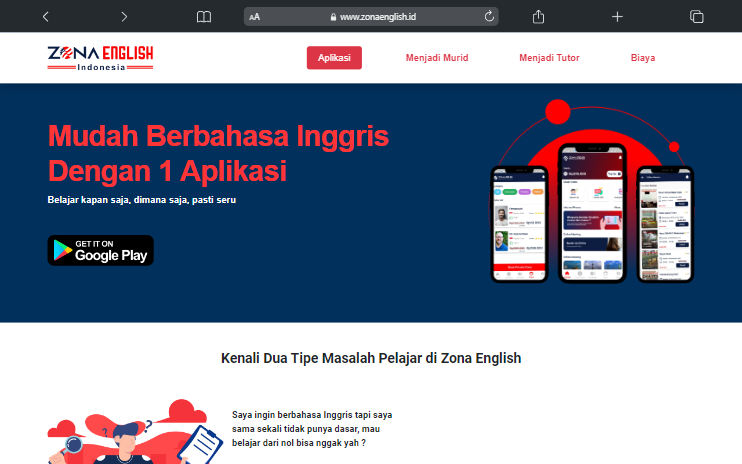 AA
www.zonaenglish.id
ZONA ENGLISH
Indonesia
Aplikasi
Menjadi Murid
Menjadi Tutor
Biaya
Mudah Berbahasa Inggris
Dengan 1 Aplikasi
Belajar kapan saja, dimana saja, pasti seru
GET IT ON
Google Play
Kenali Dua Tipe Masalah Pelajar di Zona English
Saya ingin berbahasa Inggris tapi saya
sama sekali tidak punya dasar, mau
belajar dari nol bisa nggak yah ?